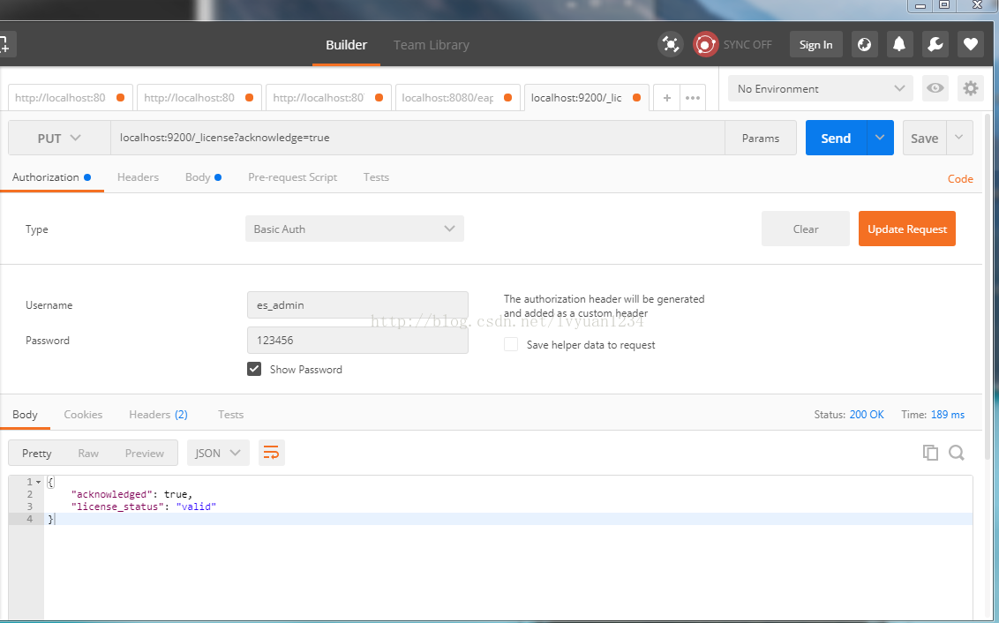 Builder Team Library SYNC OFF Sign In
http://localhost:80 http://localhost:80 http://localhost:80 localhost:8080/eap localhost:9200/_lic + ••• No Environment
PUT localhost:9200/_license?acknowledge=true Params Send Save
Authorization Headers Body Pre-request Script Tests Code
Type Basic Auth Clear Update Request
Username es_admin The authorization header will be generated
and added as a custom header
http://blog.csdn.net/lvyuan1234
Password 123456 Save helper data to request
Show Password
Body Cookies Headers (2) Tests Status: 200 OK Time: 189 ms
Pretty Raw Preview JSON
1 {
2 "acknowledged": true,
3 "license_status": "valid"
4 }